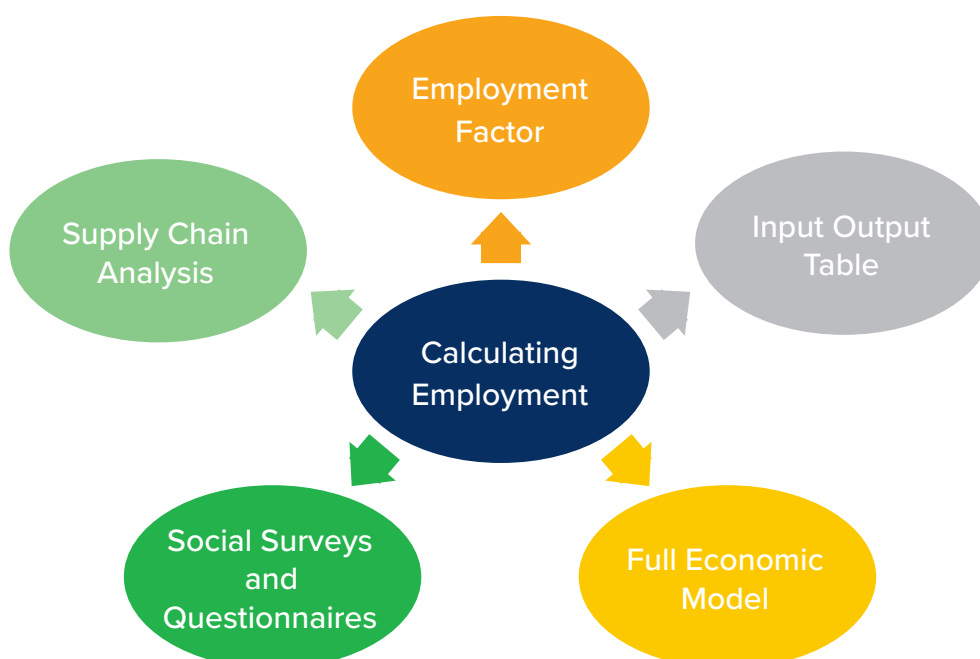 Employment
Factor
Supply Chain
Analysis
Input Output
Table
Calculating
Employment
Social Surveys
and
Questionnaires
Full Economic
Model